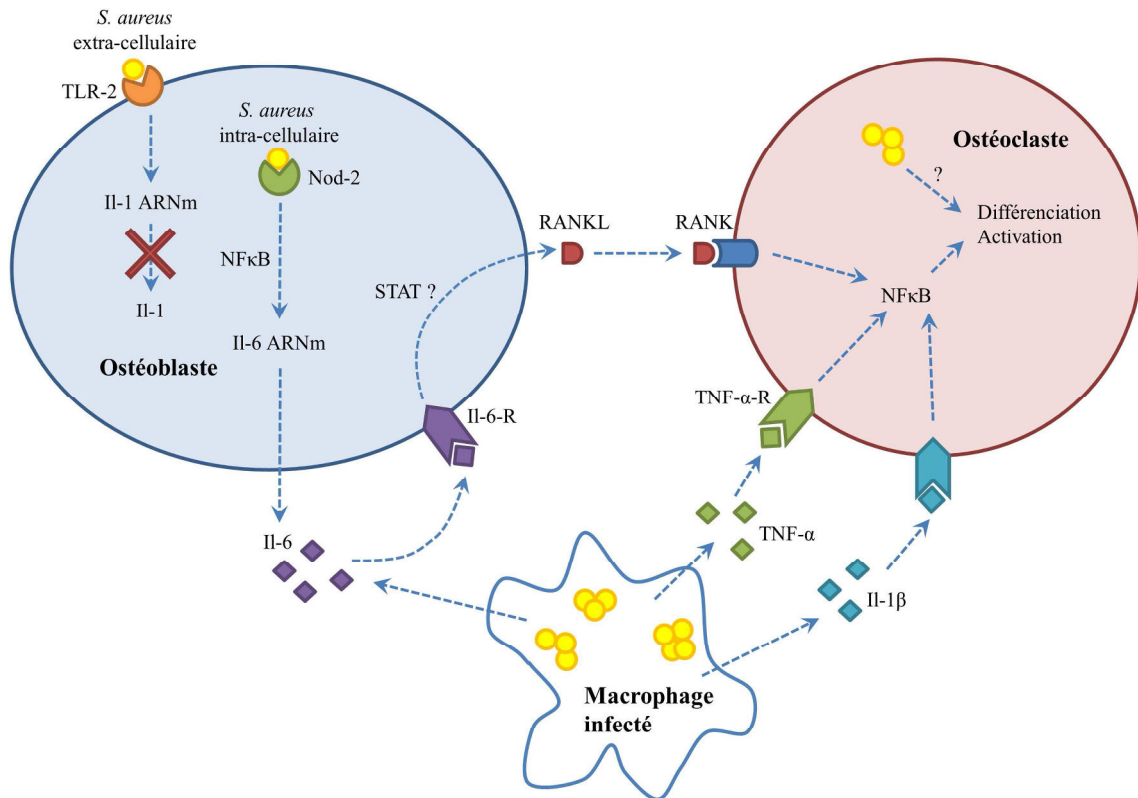 S. aureus
extra-cellulaire
TLR-2
S. aureus
intra-cellulaire
Nod-2
Il-1 ARNm
NFκB
Il-1
Il-6 ARNm
Ostéoblaste
STAT ?
Il-6-R
RANKL
RANK
Ostéoclaste
?
Différenciation
Activation
NFκB
TNF-α-R
Il-6
TNF-α
Il-1β
Macrophage
infecté